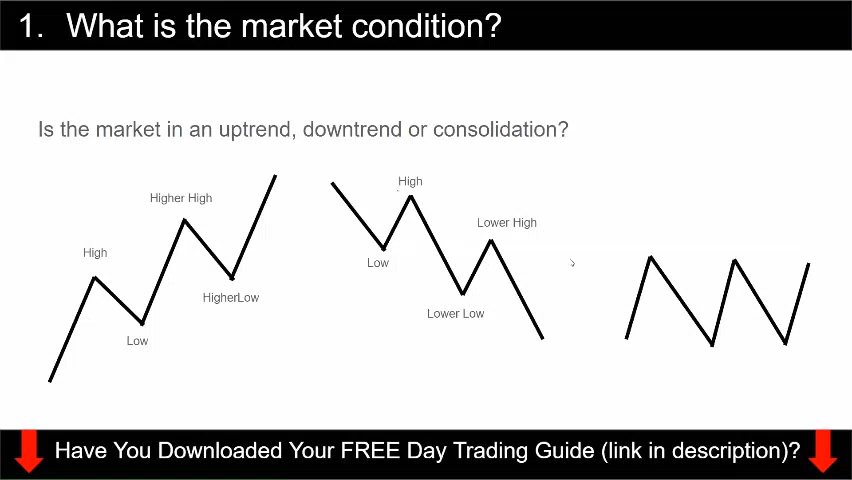 1. What is the market condition?
Is the market in an uptrend, downtrend or consolidation?
Higher High
High
HigherLow
Low
High
Lower High
Low
Lower Low
Have You Downloaded Your FREE Day Trading Guide (link in description)?